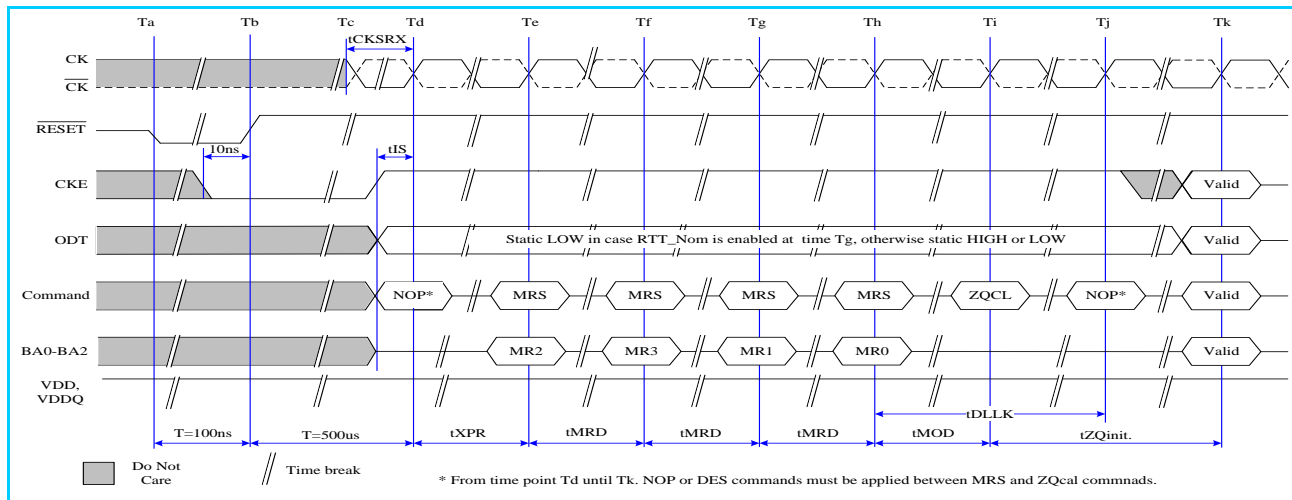 Ta Tb Tc Td Te Tf Tg Th Ti Tj Tk
tCKSRX
CK
CK
RESET
10ns tIS
CKE Valid
ODT Static LOW in case RTT_Nom is enabled at time Tg, otherwise static HIGH or LOW Valid
Command NOP* MRS MRS MRS MRS ZQCL NOP* Valid
BA0-BA2 MR2 MR3 MR1 MR0 Valid
VDD,
VDDQ
tDLLK
T=100ns T=500us tXPR tMRD tMRD tMRD tMOD tZQinit.
Do Not
Care
Time break
* From time point Td until Tk. NOP or DES commands must be applied between MRS and ZQcal commnads.